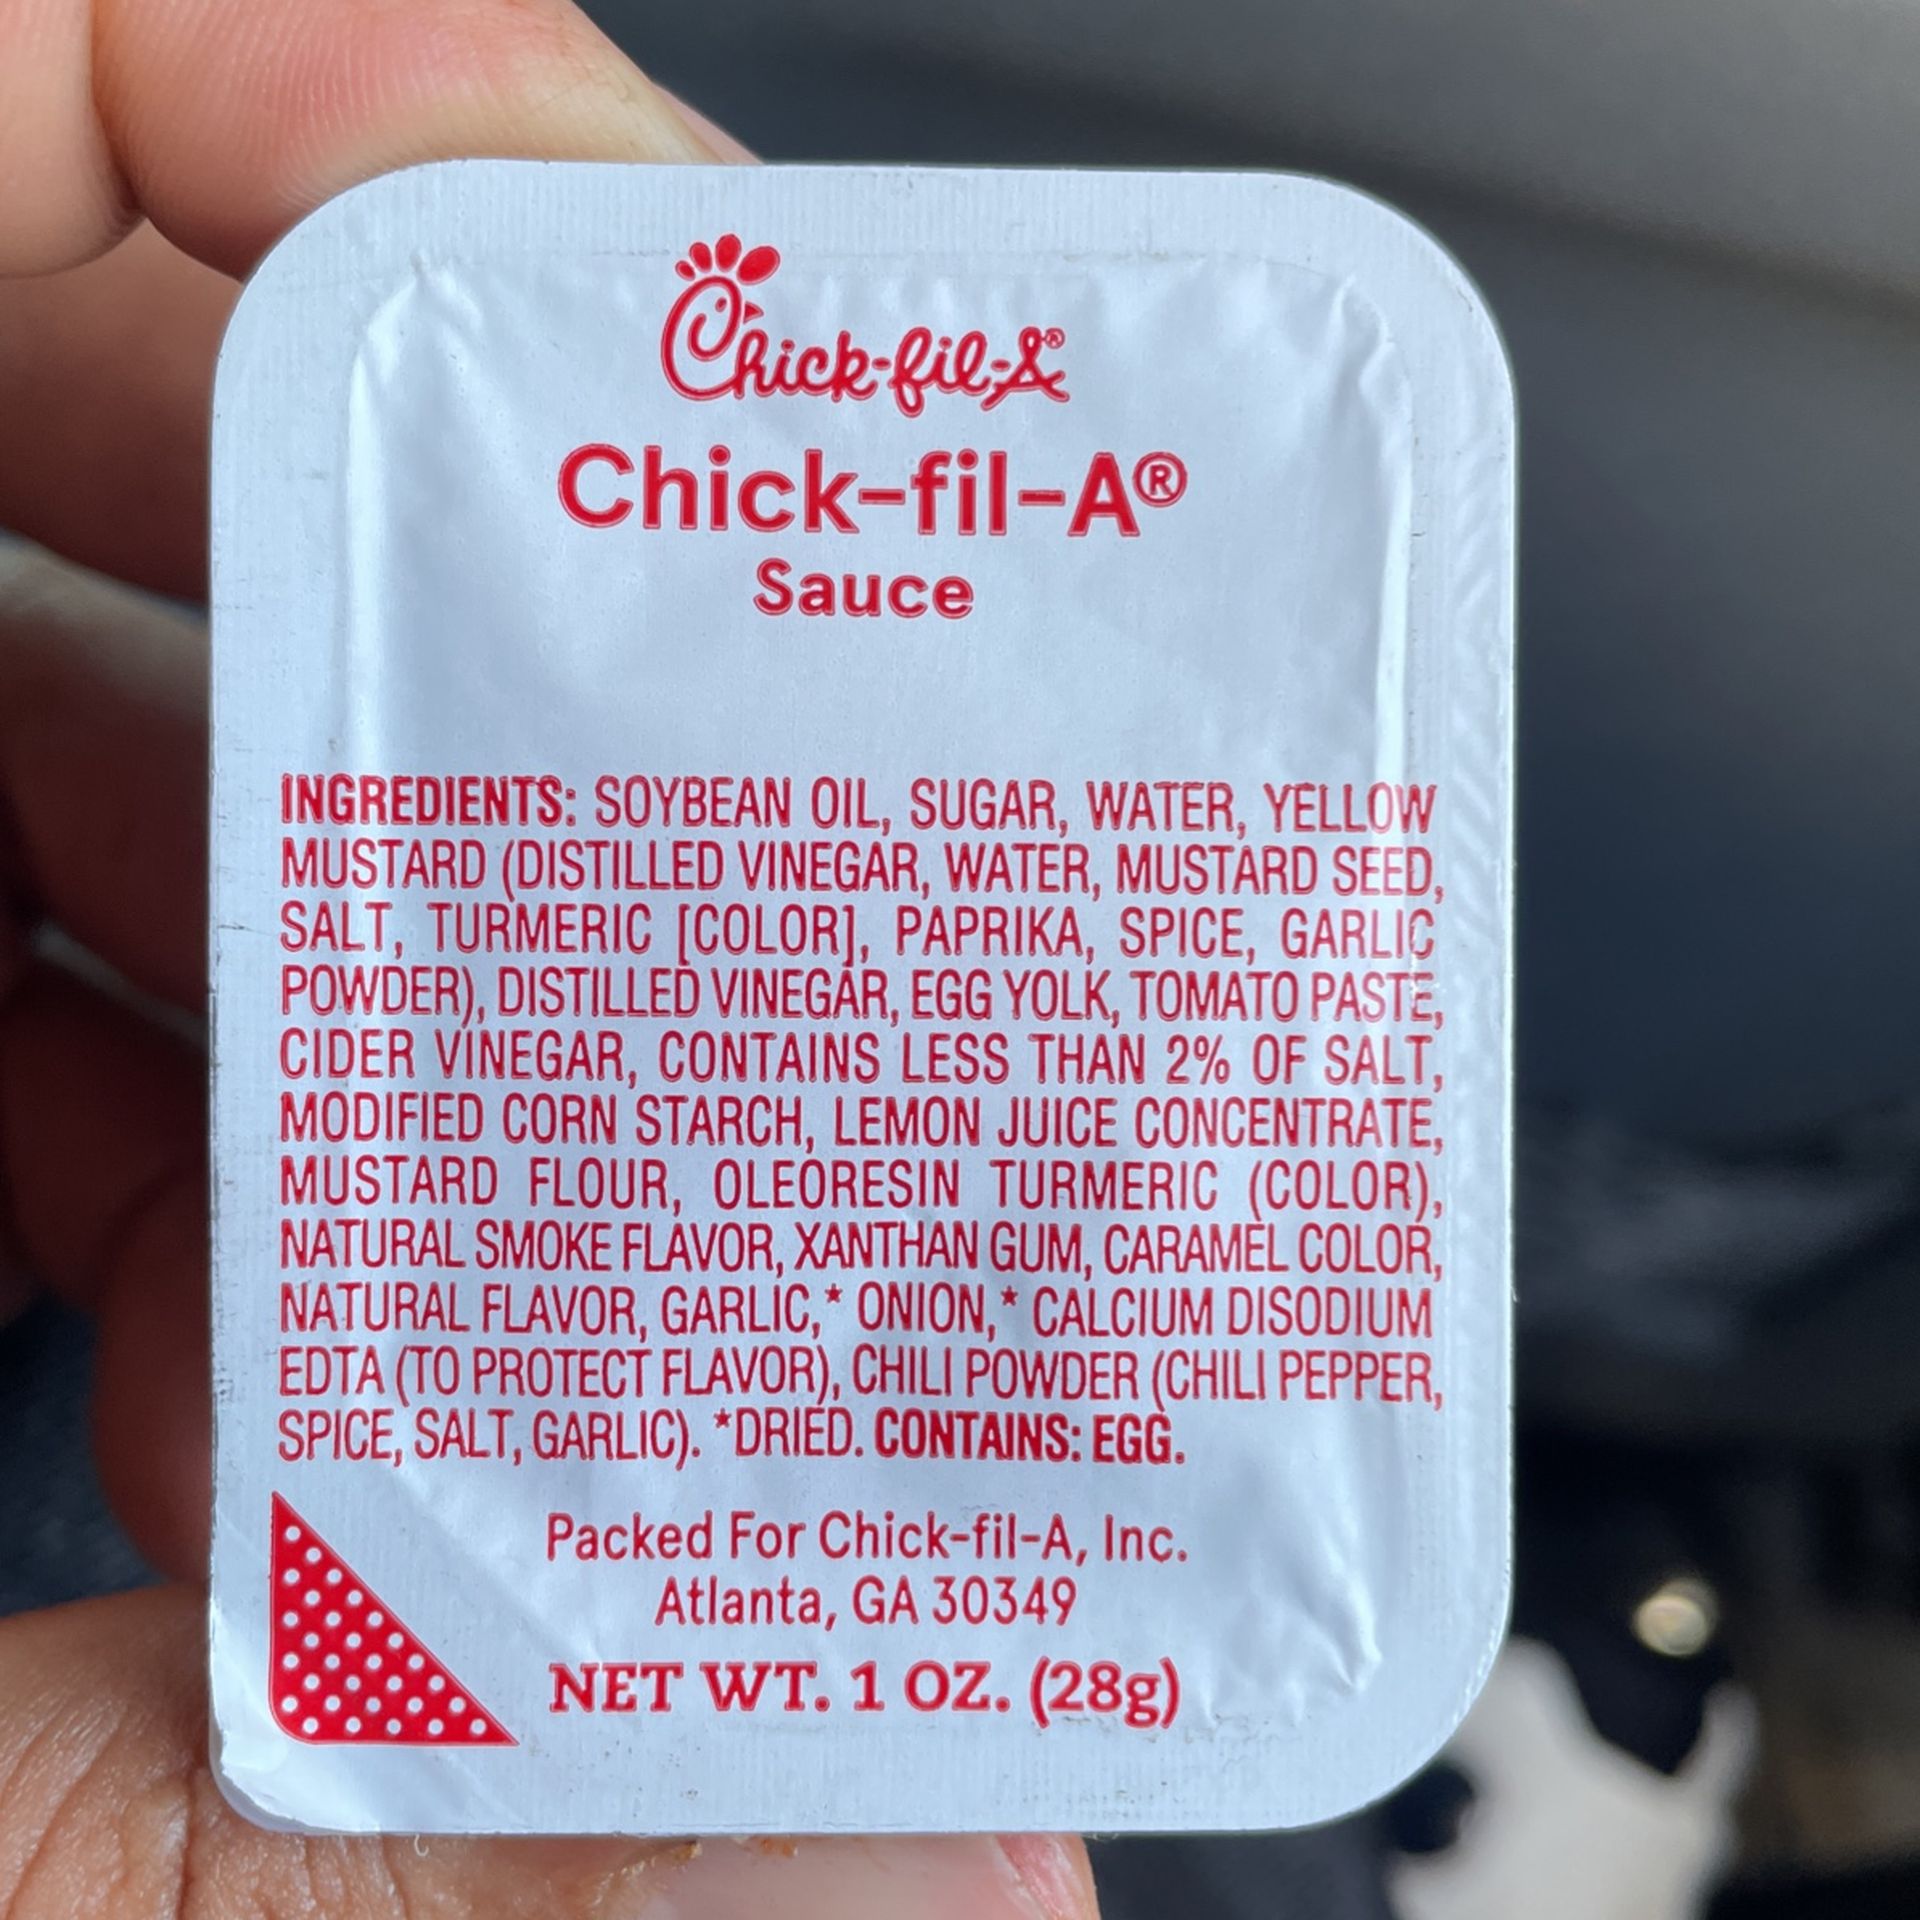 Chick-fil-A®
Chick-fil-A®
Sauce
INGREDIENTS: SOYBEAN OIL, SUGAR, WATER, YELLOW
MUSTARD (DISTILLED VINEGAR, WATER, MUSTARD SEED,
SALT, TURMERIC [COLOR], PAPRIKA, SPICE, GARLIC
POWDER), DISTILLED VINEGAR, EGG YOLK, TOMATO PASTE,
CIDER VINEGAR, CONTAINS LESS THAN 2% OF SALT,
MODIFIED CORN STARCH, LEMON JUICE CONCENTRATE,
MUSTARD FLOUR, OLEORESIN TURMERIC (COLOR),
NATURAL SMOKE FLAVOR, XANTHAN GUM, CARAMEL COLOR,
NATURAL FLAVOR, GARLIC,* ONION,* CALCIUM DISODIUM
EDTA (TO PROTECT FLAVOR), CHILI POWDER (CHILI PEPPER,
SPICE, SALT, GARLIC). *DRIED. CONTAINS: EGG.
Packed For Chick-fil-A, Inc.
Atlanta, GA 30349
NET WT. 1 OZ. (28g)